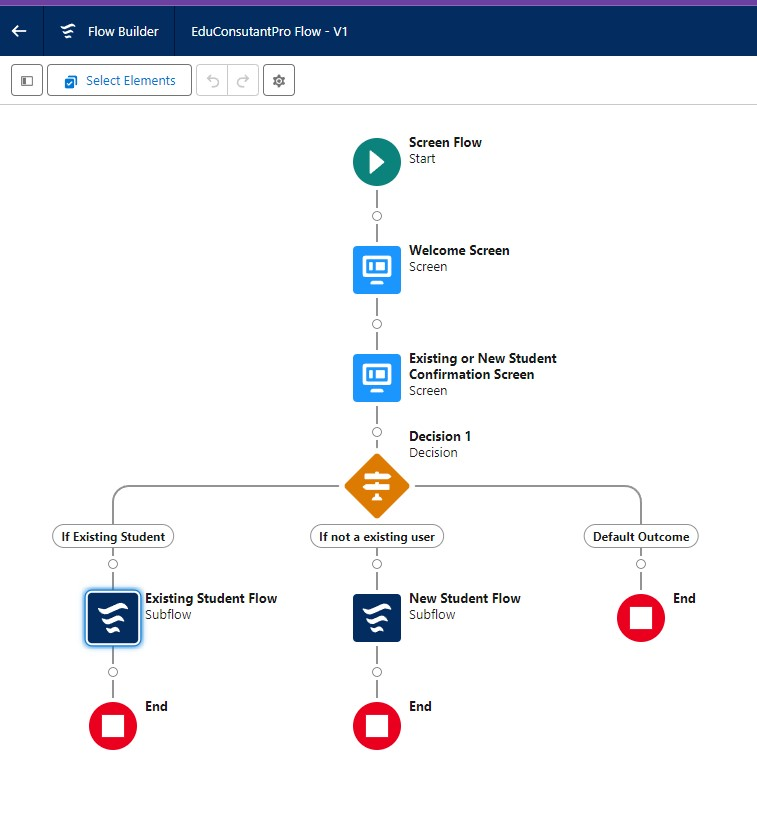 Flow Builder
EduConsutantPro Flow - V1
Select Elements
Screen Flow
Start
Welcome Screen
Screen
Existing or New Student
Confirmation Screen
Screen
Decision 1
Decision
If Existing Student
If not a existing user
Default Outcome
Existing Student Flow
Subflow
New Student Flow
Subflow
End
End
End